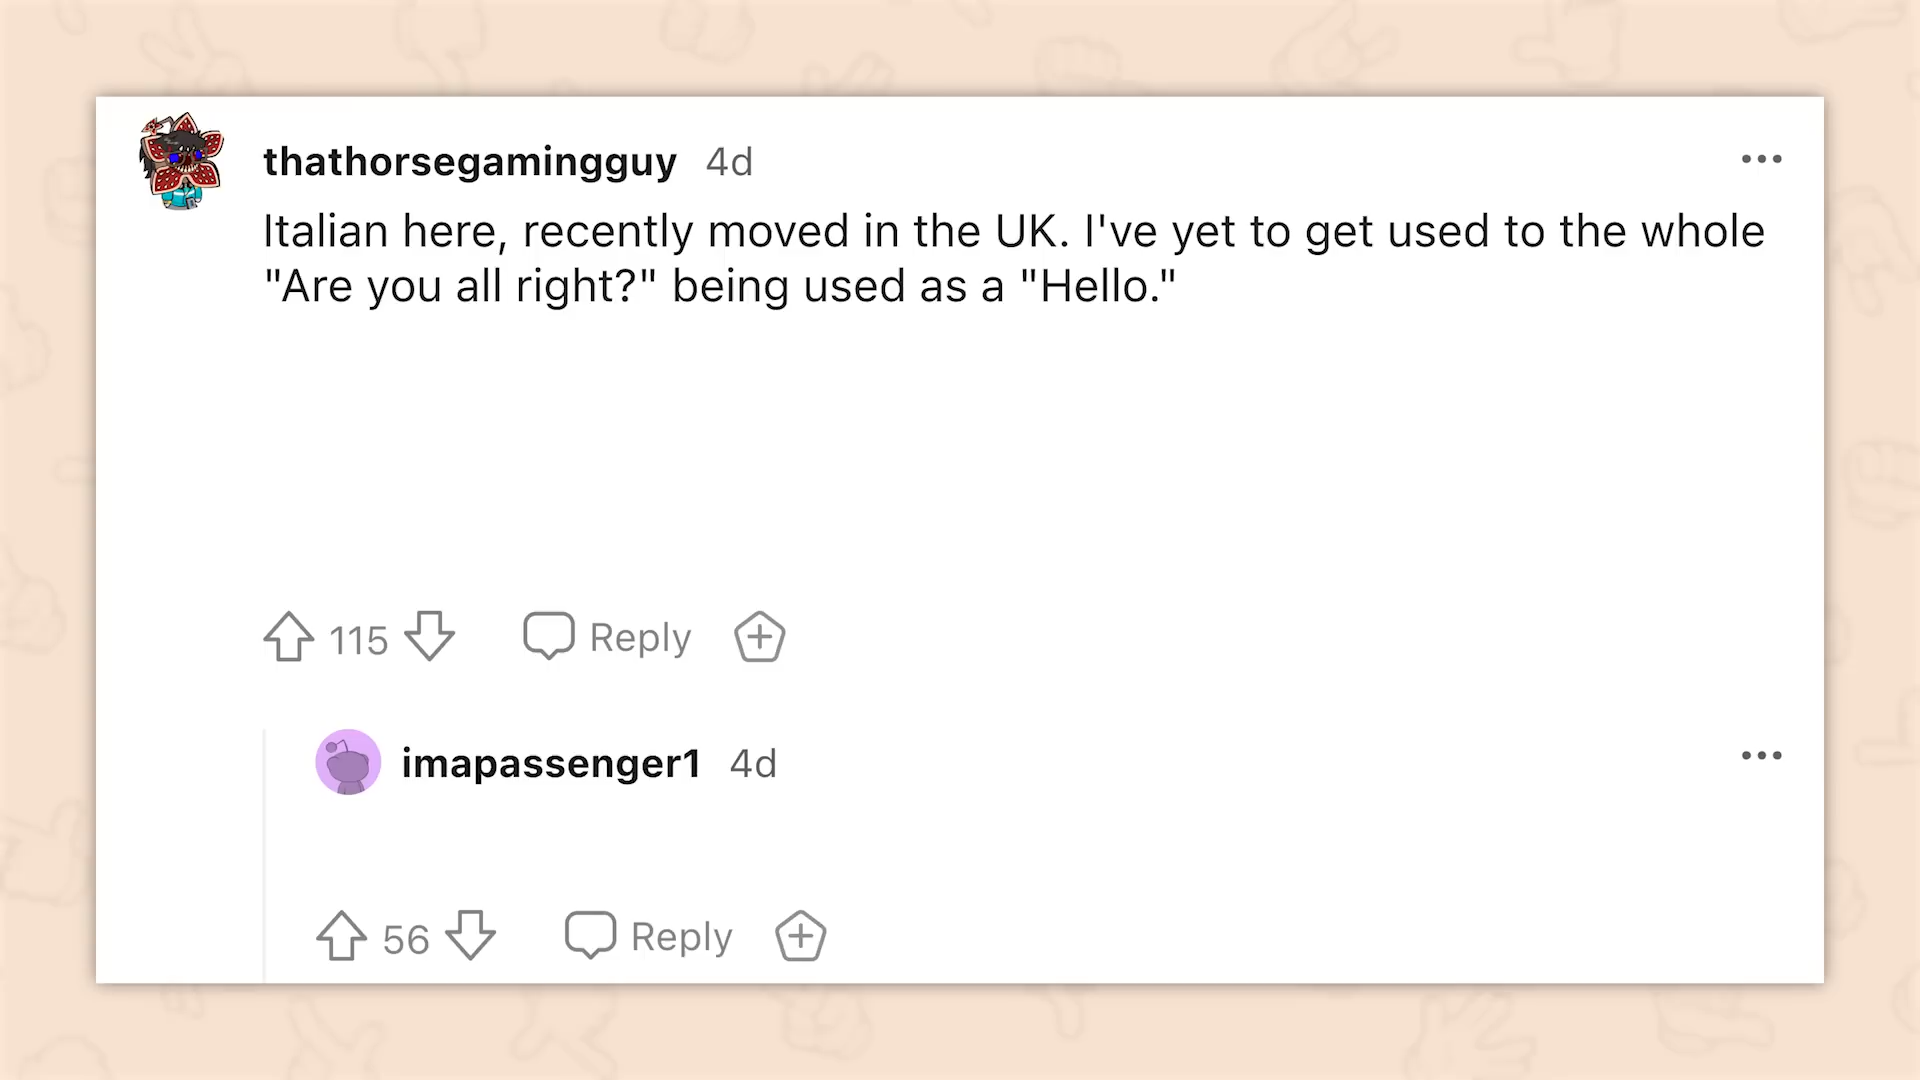 thathorsegamingguy 4d
Italian here, recently moved in the UK. I've yet to get used to the whole
"Are you all right?" being used as a "Hello."
115 Reply
imapassenger1 4d
56 Reply